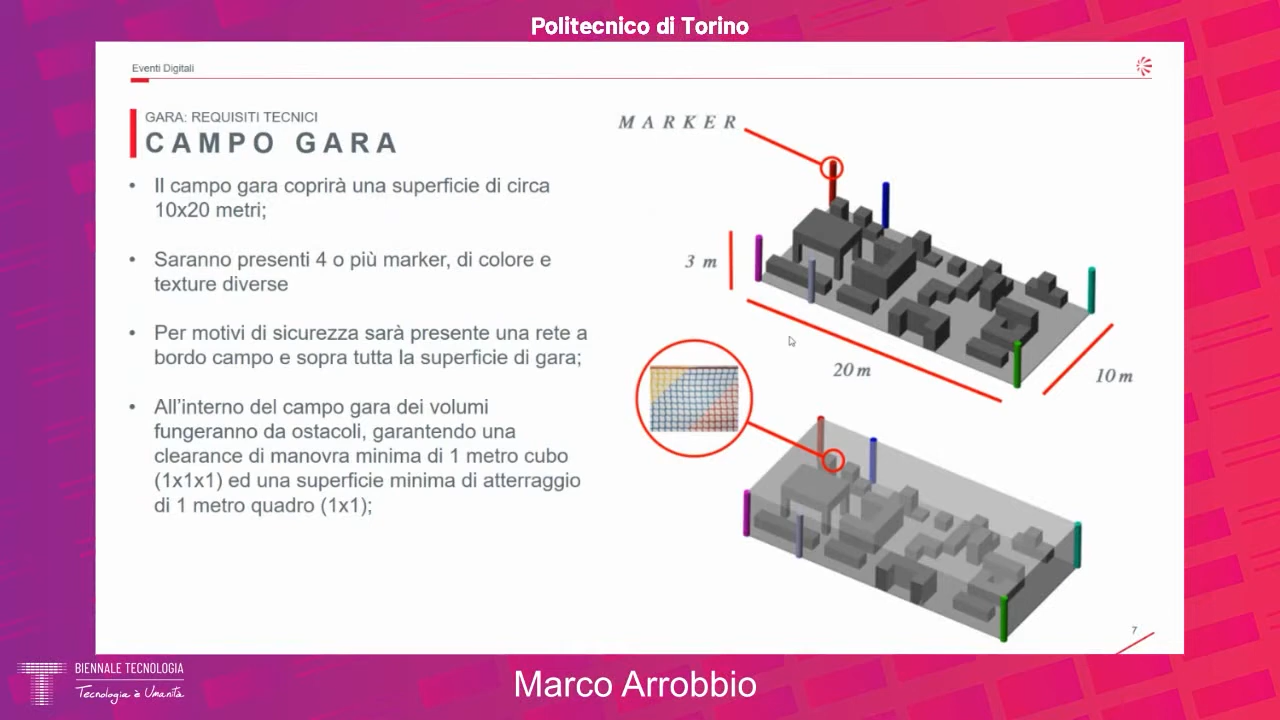 Politecnico di Torino
Eventi Digitali
GARA: REQUISITI TECNICI
CAMPO GARA
• Il campo gara coprirà una superficie di circa
10x20 metri;
• Saranno presenti 4 o più marker, di colore e
texture diverse
• Per motivi di sicurezza sarà presente una rete a
bordo campo e sopra tutta la superficie di gara;
• All'interno del campo gara dei volumi
fungeranno da ostacoli, garantendo una
clearance di manovra minima di 1 metro cubo
(1x1x1) ed una superficie minima di atterraggio
di 1 metro quadro (1x1);
MARKER
3 m
20 m
10 m
7
BIENNALE TECNOLOGIA
Tecnologia è Umanità
Marco Arrobbio